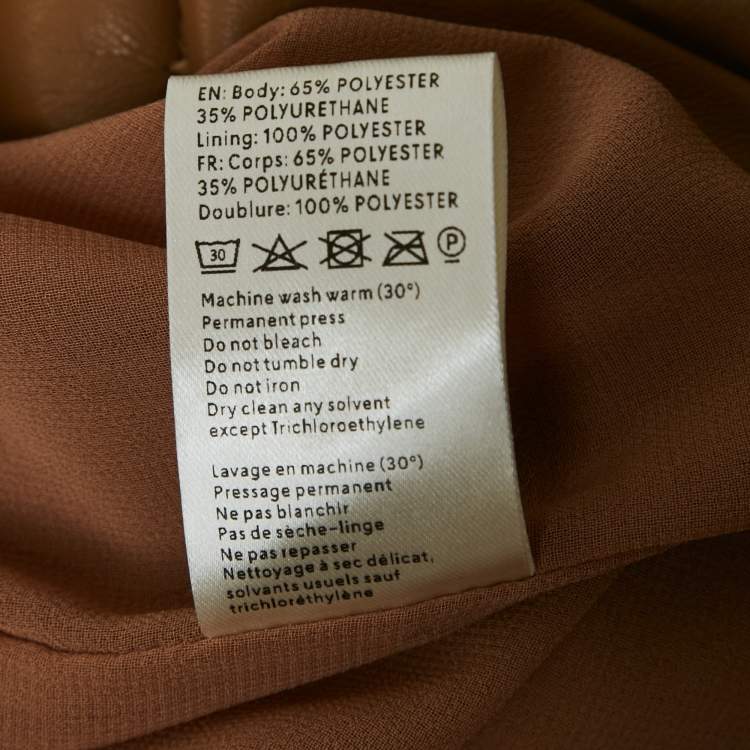 EN: Body: 65% POLYESTER
35% POLYURETHANE
Lining: 100% POLYESTER
FR: Corps: 65% POLYESTER
35% POLYURÉTHANE
Doublure: 100% POLYESTER
30 P
Machine wash warm (30°)
Permanent press
Do not bleach
Do not tumble dry
Do not iron
Dry clean any solvent
except Trichloroethylene
Lavage en machine (30°)
Pressage permanent
Ne pas blanchir
Pas de sèche-linge
Ne pas repasser
Nettoyage à sec délicat,
solvants usuels sauf
trichloréthylène